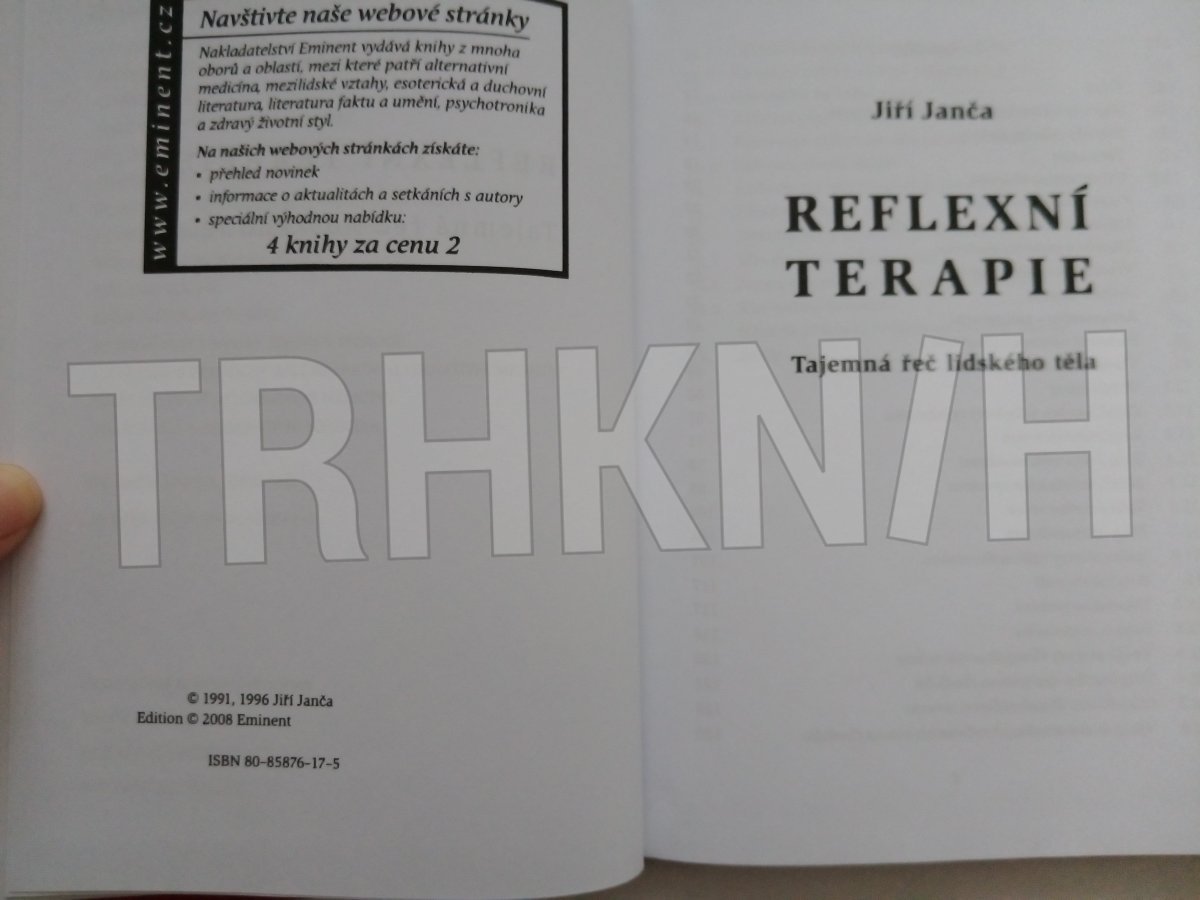 www.eminent.cz
Navštivte naše webové stránky
Nakladatelství Eminent vydává knihy z mnoha
oborů a oblastí, mezi které patří alternativní
medicína, mezilidské vztahy, esoterická a duchovní
literatura, literatura faktu a umění, psychotronika
a zdravý životní styl.
Na našich webových stránkách získáte:
• přehled novinek
• informace o aktualitách a setkáních s autory
• speciální výhodnou nabídku:
4 knihy za cenu 2
© 1991, 1996 Jiří Janča
Edition © 2008 Eminent
ISBN 80-85876-17-5
Jiří Janča
REFLEXNÍ
TERAPIE
Tajemná řeč lidského těla
TRHKN/H